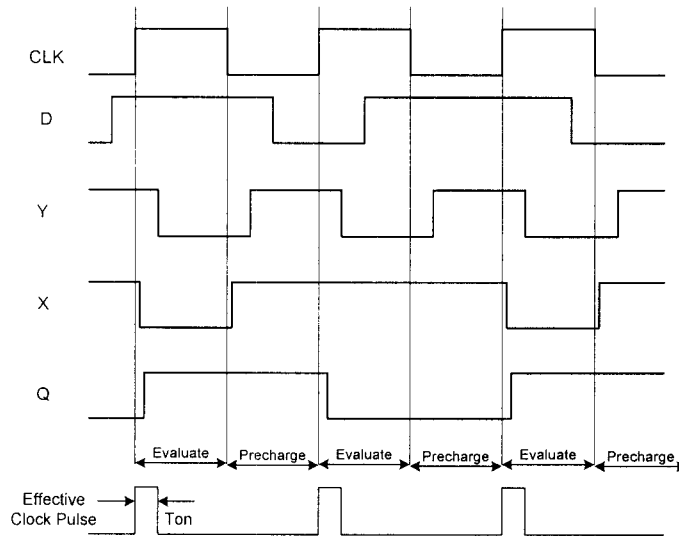 CLK
D
Y
X
Q
Evaluate Precharge Evaluate Precharge Evaluate Precharge
Effective
Clock Pulse Ton